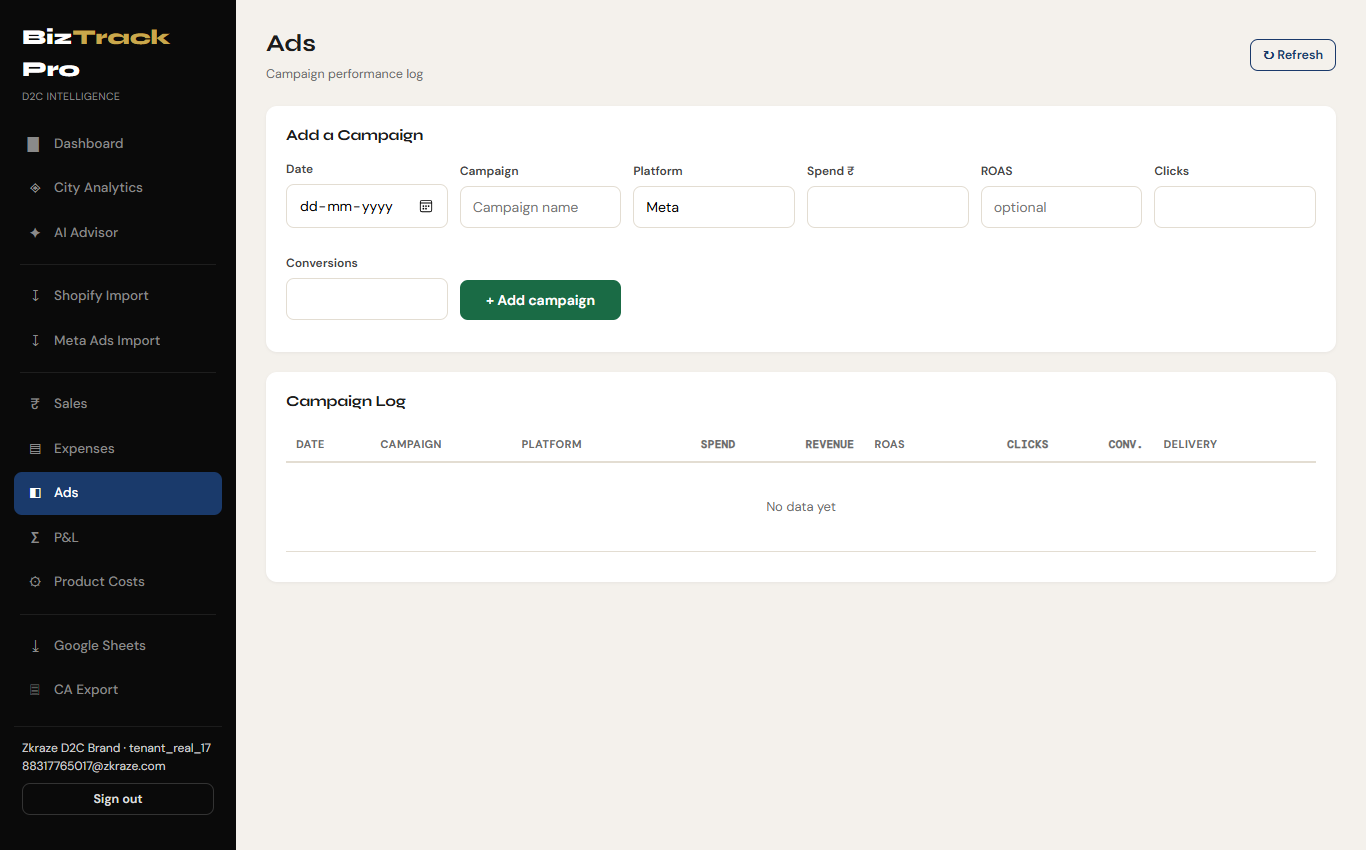 BizTrack
Pro
D2C INTELLIGENCE
Dashboard
City Analytics
AI Advisor
Shopify Import
Meta Ads Import
₹ Sales
Expenses
Ads
Σ P&L
Product Costs
Google Sheets
CA Export
Zkraze D2C Brand · tenant_real_17
88317765017@zkraze.com
Sign out
Ads
Campaign performance log
↻ Refresh
Add a Campaign
Date Campaign Platform Spend ₹ ROAS Clicks
dd-mm-yyyy Campaign name Meta optional
Conversions
+ Add campaign
Campaign Log
DATE CAMPAIGN PLATFORM SPEND REVENUE ROAS CLICKS CONV. DELIVERY
No data yet